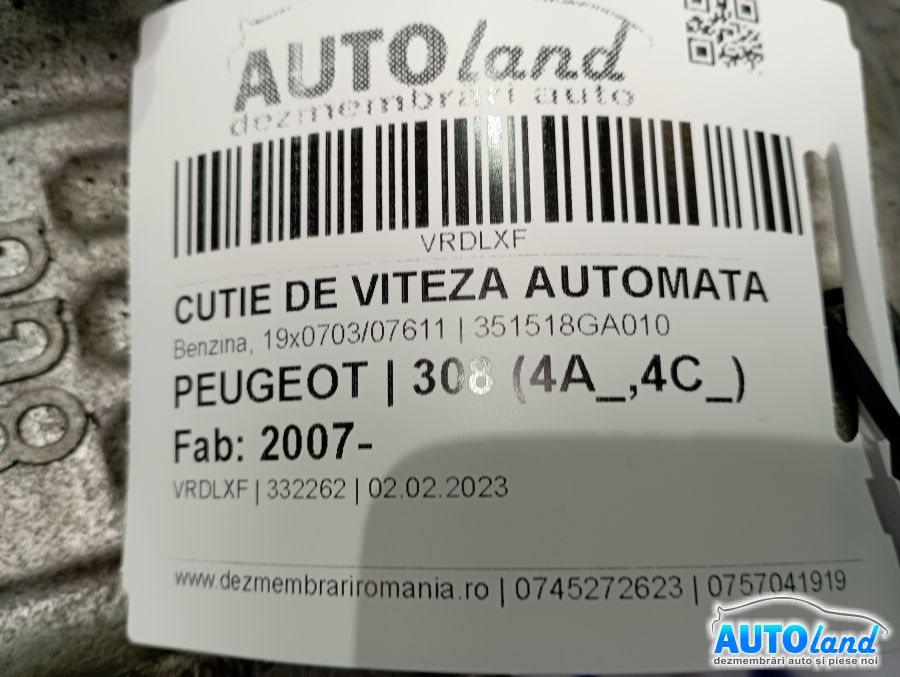 AUTOland
dezmembrari auto
VRDLXF
CUTIE DE VITEZA AUTOMATA
Benzina, 19x0703/07611 | 351518GA010
PEUGEOT | 308 (4A_,4C_)
Fab: 2007-
VRDLXF | 332262 | 02.02.2023
www.dezmembrariromania.ro | 0745272623 | 0757041919
AUTOland
dezmembrări auto și piese noi